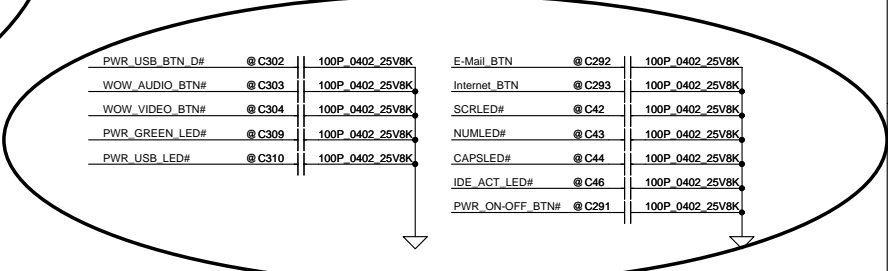 PWR_USB_BTN_D# @ C302 100P_0402_25V8K
WOW_AUDIO_BTN# @ C303 100P_0402_25V8K
WOW_VIDEO_BTN# @ C304 100P_0402_25V8K
PWR_GREEN_LED# @ C309 100P_0402_25V8K
PWR_USB_LED# @ C310 100P_0402_25V8K
E-Mail_BTN @ C292 100P_0402_25V8K
Internet_BTN @ C293 100P_0402_25V8K
SCRLED# @ C42 100P_0402_25V8K
NUMLED# @ C43 100P_0402_25V8K
CAPSLED# @ C44 100P_0402_25V8K
IDE_ACT_LED# @ C46 100P_0402_25V8K
PWR_ON-OFF_BTN# @ C291 100P_0402_25V8K